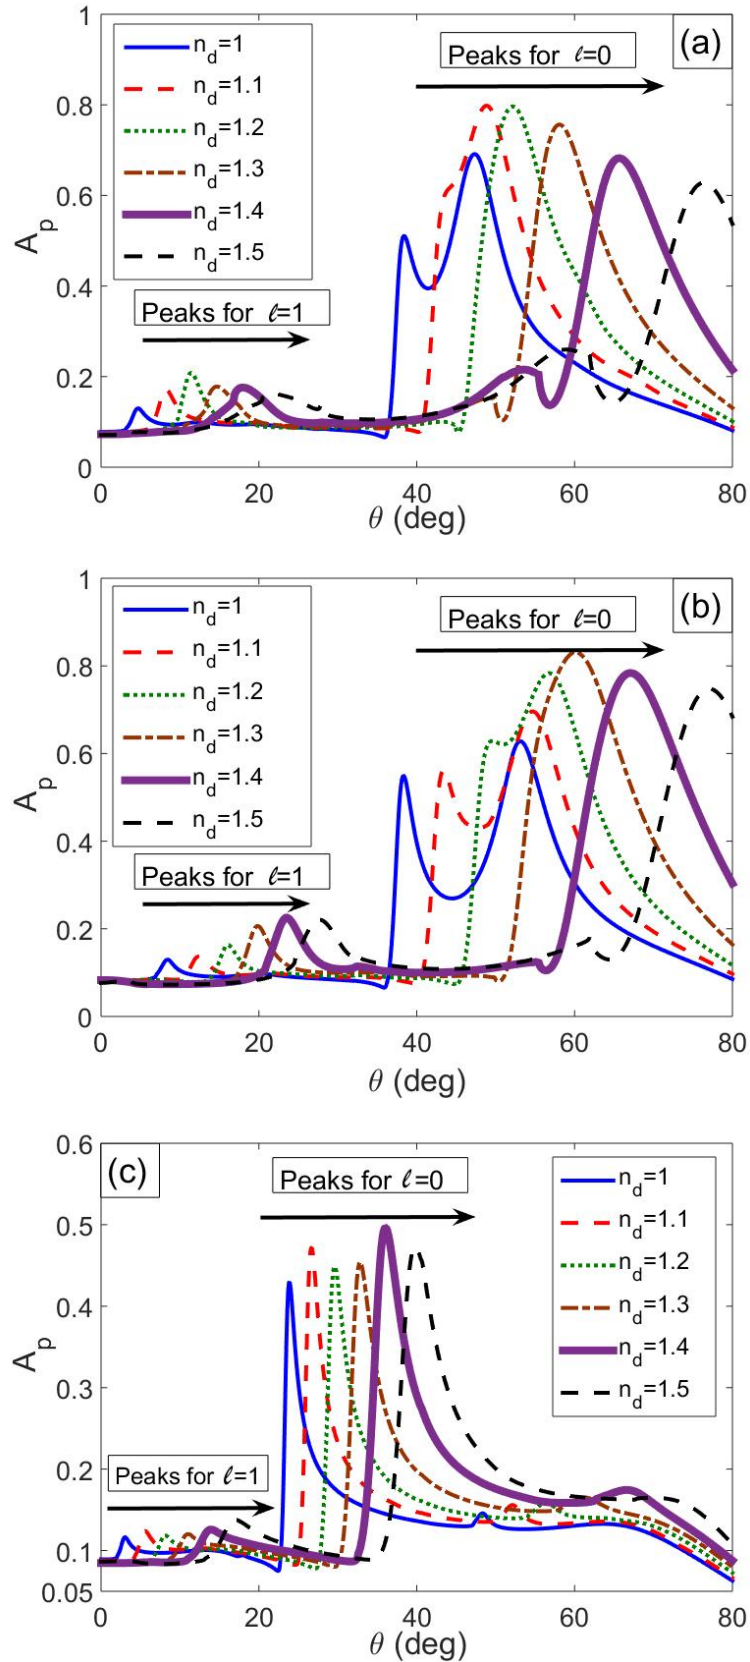 (a)
n_d=1
n_d=1.1
n_d=1.2
n_d=1.3
n_d=1.4
n_d=1.5
Peaks for ℓ=0
Peaks for ℓ=1
A_p
1
0.8
0.6
0.4
0.2
0
0 20 40 60 80
θ (deg)
(b)
n_d=1
n_d=1.1
n_d=1.2
n_d=1.3
n_d=1.4
n_d=1.5
Peaks for ℓ=0
Peaks for ℓ=1
A_p
1
0.8
0.6
0.4
0.2
0
0 20 40 60 80
θ (deg)
(c)
Peaks for ℓ=0
n_d=1
n_d=1.1
n_d=1.2
n_d=1.3
n_d=1.4
n_d=1.5
Peaks for ℓ=1
A_p
0.6
0.5
0.4
0.3
0.2
0.1
0.05
0 20 40 60 80
θ (deg)